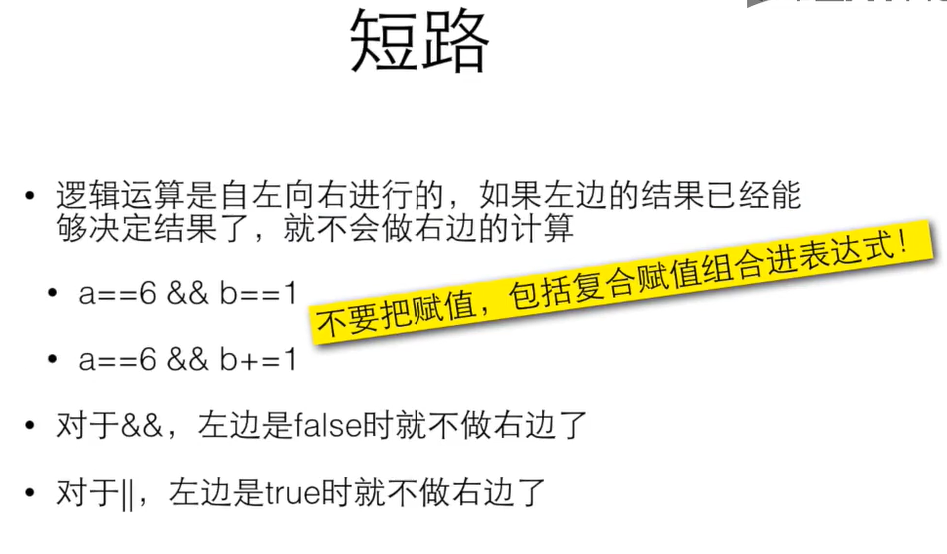 短路
逻辑运算是自左向右进行的，如果左边的结果已经能
够决定结果了，就不会做右边的计算
a==6 && b==1
不要把赋值，包括复合赋值组合进表达式！
a==6 && b+=1
对于&&，左边是false时就不做右边了
对于||，左边是true时就不做右边了